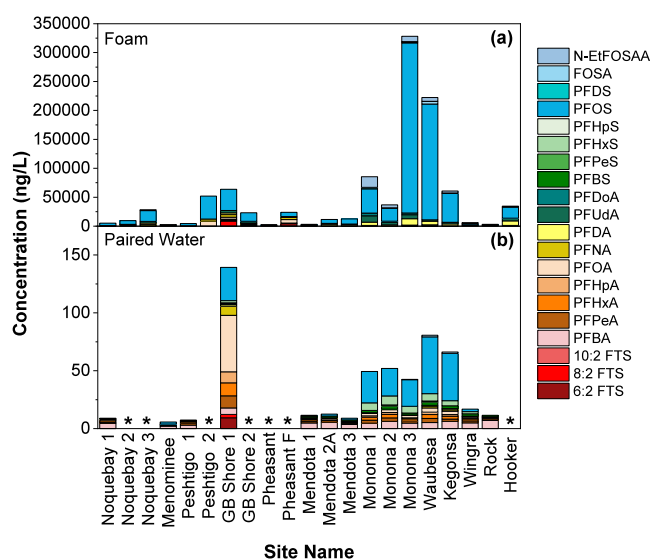 350000
300000
250000
200000
150000
100000
50000
0
Foam
(a)
150
100
50
0
Paired Water
(b)
Concentration (ng/L)
* * * * * * * *
Noquebay 1
Noquebay 2
Noquebay 3
Menomiinee
Peshtigo 1
Peshtigo 2
GB Shore 1
GB Shore 2
Pheasant
Pheasant F
Mendota 1
Mendota 2A
Mendota 3
Monona 1
Monona 2
Monona 3
Waubesa
Kegonsa
Wingra
Rock
Hooker
Site Name
N-EtFOSAA
FOSA
PFDS
PFOS
PFHpS
PFHxS
PFPeS
PFBS
PFDoA
PFUdA
PFDA
PFNA
PFOA
PFHpA
PFHxA
PFPeA
PFBA
10:2 FTS
8:2 FTS
6:2 FTS